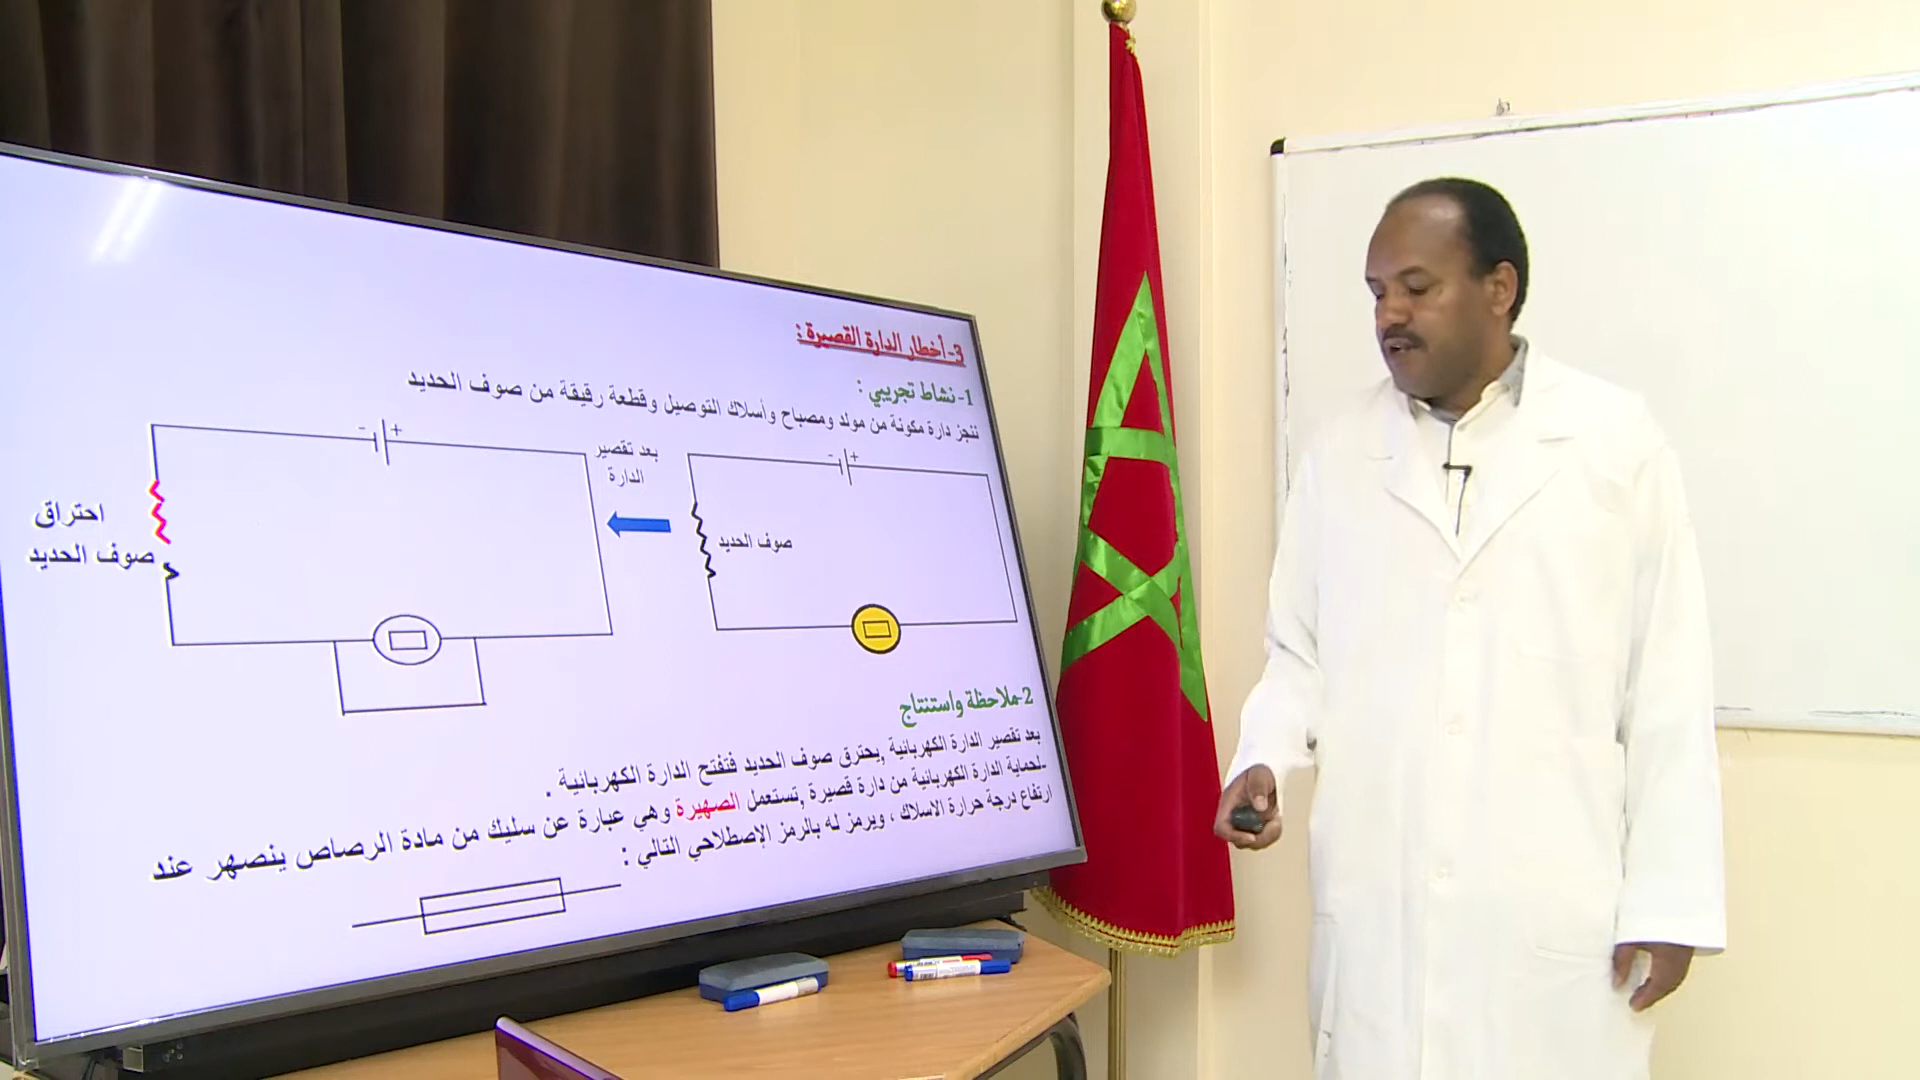 3- أخطار الدارة القصيرة :
1- نشاط تجريبي :
ننجز دارة مكونة من مولد ومصباح وأسلاك التوصيل وقطعة رقيقة من صوف الحديد
- +
صوف الحديد
بعد تقصير
الدارة
- +
احتراق
صوف الحديد
2-ملاحظة واستنتاج
بعد تقصير الدارة الكهربائية ,يحترق صوف الحديد فتفتح الدارة الكهربائية .
-لحماية الدارة الكهربائية من دارة قصيرة ,تستعمل الصهيرة وهي عبارة عن سليك من مادة الرصاص ينصهر عند
ارتفاع درجة حرارة الاسلاك ، ويرمز له بالرمز الإصطلاحي التالي :